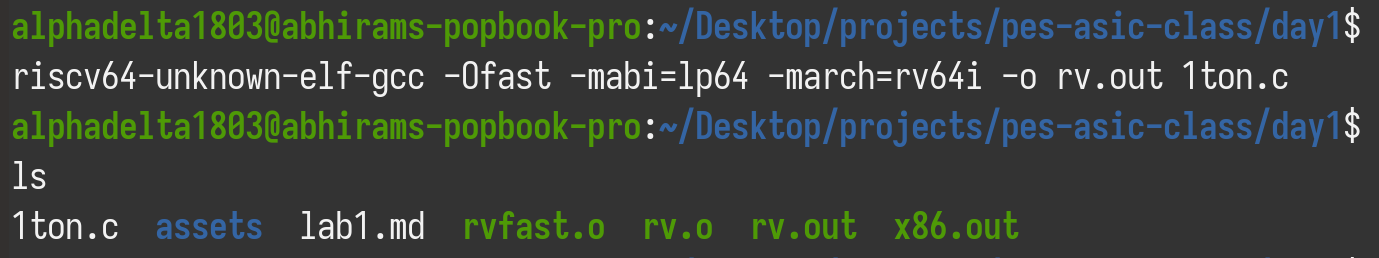 alphadelta1803@abhirams-popbook-pro:~/Desktop/projects/pes-asic-class/day1$
riscv64-unknown-elf-gcc -Ofast -mabi=lp64 -march=rv64i -o rv.out 1ton.c
alphadelta1803@abhirams-popbook-pro:~/Desktop/projects/pes-asic-class/day1$
ls
1ton.c assets lab1.md rvfast.o rv.o rv.out x86.out